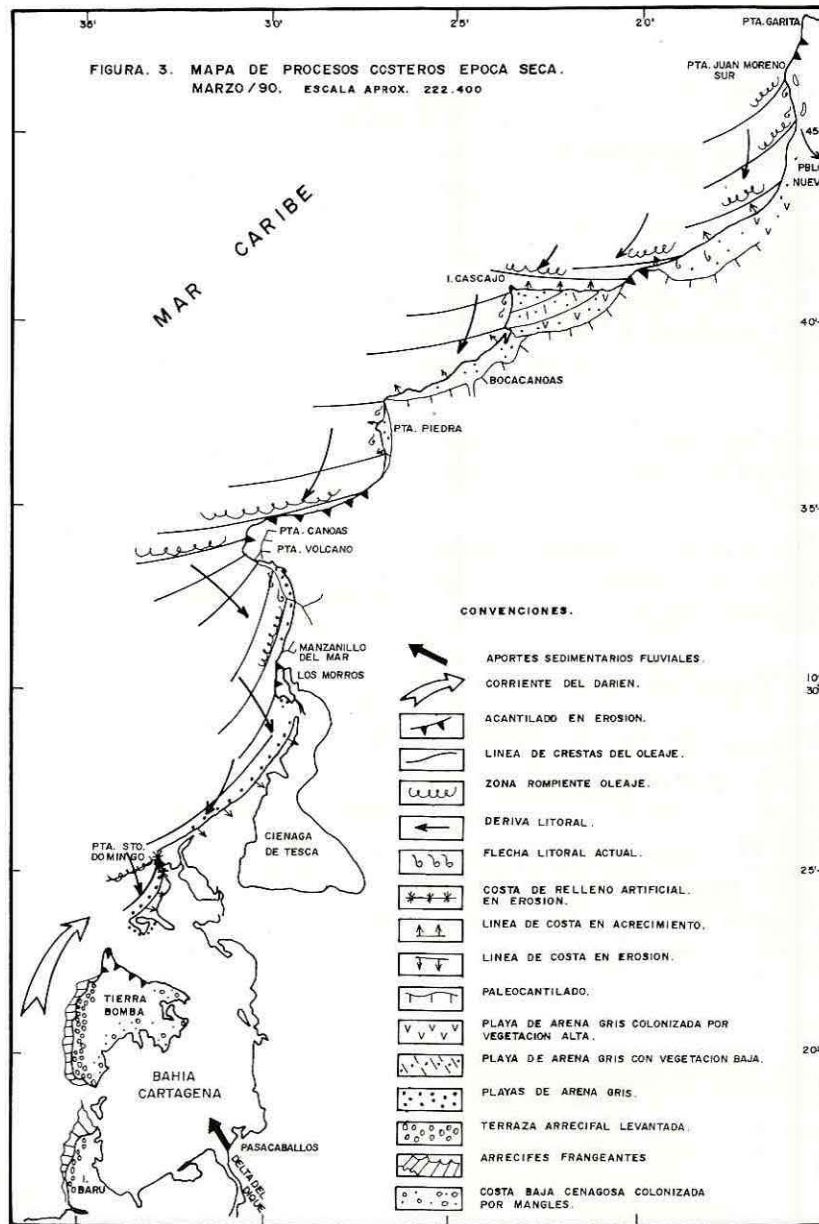 35'
25'
20'
PTA. GARITA
FIGURA. 3. MAPA DE PROCESOS COSTEROS EPOCA SECA.
MARZO/90. ESCALA APROX. 222.400
PTA. JUAN MORENO
SUR
45'
PBLO
NUEV
MAR CARIBE
I. CASCAJO
40'
BOCACANOAS
PTA. PIEDRA
35'
PTA. CANOAS
PTA. VOLCANO
MANZANILLO
DEL MAR
LOS MORROS
CIENAGA
DE TESCA
PTA. STO.
DOMINGO
TIERRA
BOMBA
BAHIA
CARTAGENA
PASACABALLOS
DELTA DEL
DIQUE
I.
BARU
CONVENCIONES.
APORTES SEDIMENTARIOS FLUVIALES.
10°
30'
CORRIENTE DEL DARIEN.
ACANTILADO EN EROSION.
LINEA DE CRESTAS DEL OLEAJE.
ZONA ROMPIENTE OLEAJE.
DERIVA LITORAL.
25'
FLECHA LITORAL ACTUAL.
COSTA DE RELLENO ARTIFICIAL.
EN EROSION.
LINEA DE COSTA EN ACRECIMIENTO.
LINEA DE COSTA EN EROSION.
PALEOCANTILADO.
20'
PLAYA DE ARENA GRIS COLONIZADA POR
VEGETACION ALTA.
PLAYA DE ARENA GRIS CON VEGETACION BAJA.
PLAYAS DE ARENA GRIS.
TERRAZA ARRECIFAL LEVANTADA.
ARRECIFES FRANGEANTES
COSTA BAJA CENAGOSA COLONIZADA
POR MANGLES.
35'
30'
25'
20'